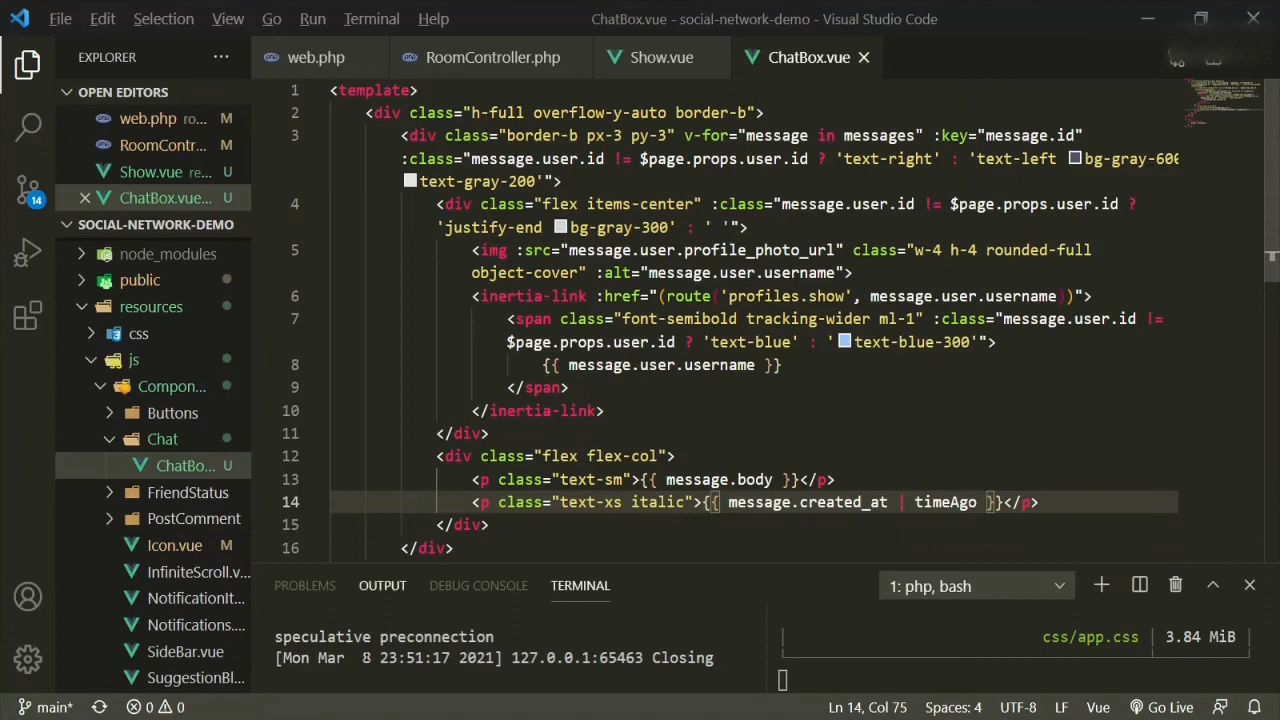 File Edit Selection View Go Run Terminal Help ChatBox.vue - social-network-demo - Visual Studio Code
EXPLORER ··· web.php RoomController.php Show.vue ChatBox.vue
OPEN EDITORS
web.php ro... M
RoomContr... M
Show.vue re... U
ChatBox.vue... U
SOCIAL-NETWORK-DEMO
node_modules
public
resources
css
js
Compon...
Buttons
Chat
ChatBo... U
FriendStatus
PostComment
Icon.vue M
InfiniteScroll.v...
NotificationIt...
Notifications....
SideBar.vue
SuggestionBl...
14
1 <template>
2 <div class="h-full overflow-y-auto border-b">
3 <div class="border-b px-3 py-3" v-for="message in messages" :key="message.id"
:class="message.user.id != $page.props.user.id ? 'text-right' : 'text-left bg-gray-600
text-gray-200'">
4 <div class="flex items-center" :class="message.user.id != $page.props.user.id ?
'justify-end bg-gray-300' : ' '">
5 <img :src="message.user.profile_photo_url" class="w-4 h-4 rounded-full
object-cover" :alt="message.user.username">
6 <inertia-link :href="(route('profiles.show', message.user.username))">
7 <span class="font-semibold tracking-wider ml-1" :class="message.user.id !=
$page.props.user.id ? 'text-blue' : 'text-blue-300'">
8 {{ message.user.username }}
9 </span>
10 </inertia-link>
11 </div>
12 <div class="flex flex-col">
13 <p class="text-sm">{{ message.body }}</p>
14 <p class="text-xs italic">{{ message.created_at | timeAgo }}</p>
15 </div>
16 </div>
PROBLEMS OUTPUT DEBUG CONSOLE TERMINAL 1: php, bash
speculative preconnection
[Mon Mar  8 23:51:17 2021] 127.0.0.1:65463 Closing
css/app.css 3.84 MiB
main* 0 0 Ln 14, Col 75 Spaces: 4 UTF-8 LF Vue Go Live